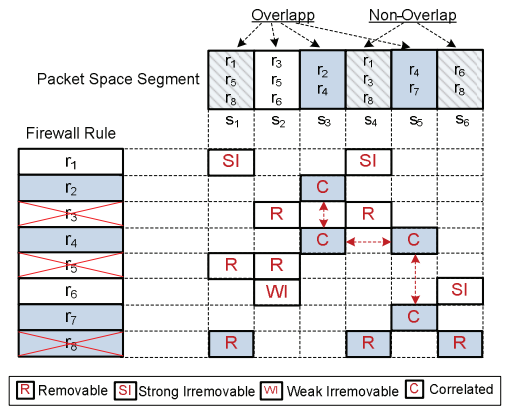 Overlapp Non-Overlap
Packet Space Segment
r1 r3 r2 r1 r4 r6
r5 r5 r4 r3 r7 r8
r8 r6 r8
s1 s2 s3 s4 s5 s6
Firewall Rule
r1 SI SI
r2 C
r3 R R
r4 C C
r5 R R
r6 WI SI
r7 C
r8 R R R
R Removable SI Strong Irremovable WI Weak Irremovable C Correlated